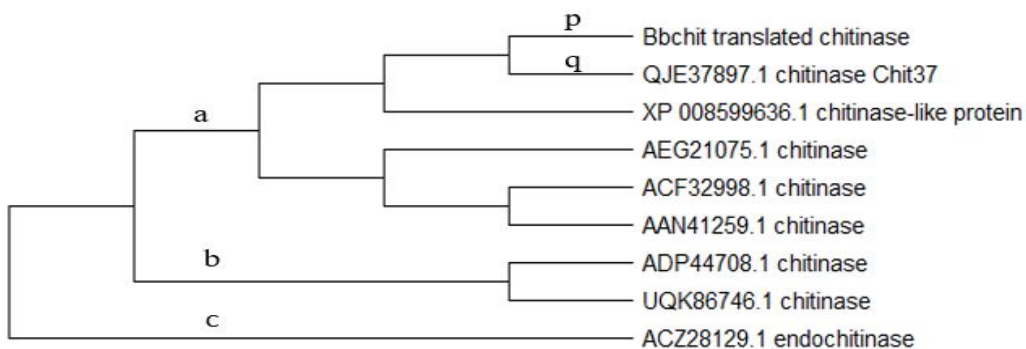 p
Bbchit translated chitinase
q
QJE37897.1 chitinase Chit37
XP 008599636.1 chitinase-like protein
a
AEG21075.1 chitinase
ACF32998.1 chitinase
AAN41259.1 chitinase
b
ADP44708.1 chitinase
UQK86746.1 chitinase
c
ACZ28129.1 endochitinase